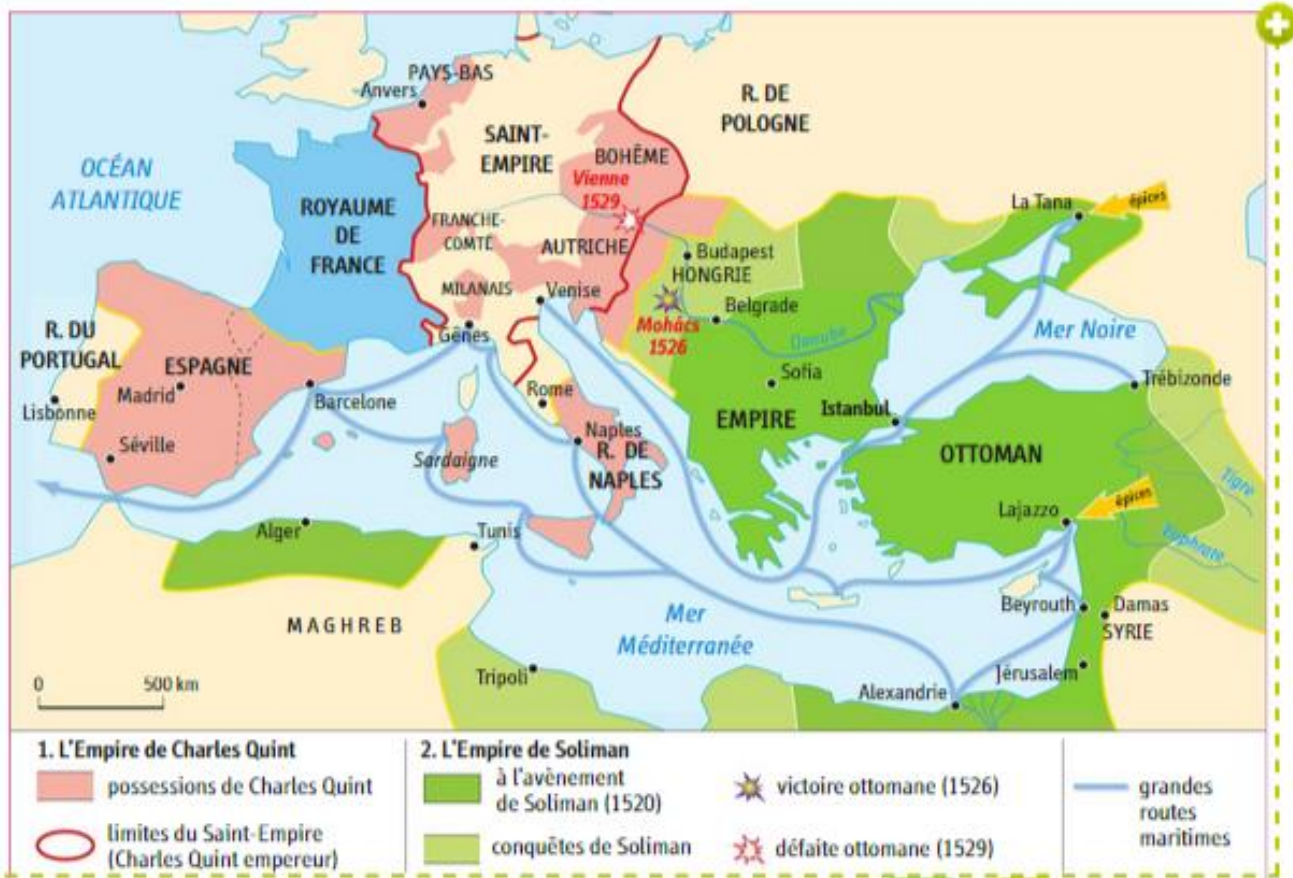 PAYS-BAS
Anvers
R. DE
POLOGNE
SAINT-
EMPIRE
BOHÊME
OCÉAN
ATLANTIQUE
Vienne
1529
ROYAUME
DE
FRANCE
La Tana
épices
FRANCHE-
COMTÉ
AUTRICHE
Budapest
HONGRIE
MILANAIS
Venise
Belgrade
Mohács
1526
Danube
Mer Noire
R. DU
PORTUGAL
ESPAGNE
Gênes
Madrid
Lisbonne
Barcelone
Rome
Sofia
Trébizonde
Istanbul
EMPIRE
OTTOMAN
Séville
Sardaigne
Naples
R. DE
NAPLES
Tigre
épices
Lajazzo
Euphrate
Alger
Tunis
MAGHREB
Mer
Méditerranée
Beyrouth
Damas
SYRIE
Tripoli
Jérusalem
Alexandrie
0 500 km
1. L'Empire de Charles Quint
possessions de Charles Quint
limites du Saint-Empire
(Charles Quint empereur)
2. L'Empire de Soliman
à l'avènement
de Soliman (1520)
conquêtes de Soliman
victoire ottomane (1526)
défaite ottomane (1529)
grandes
routes
maritimes